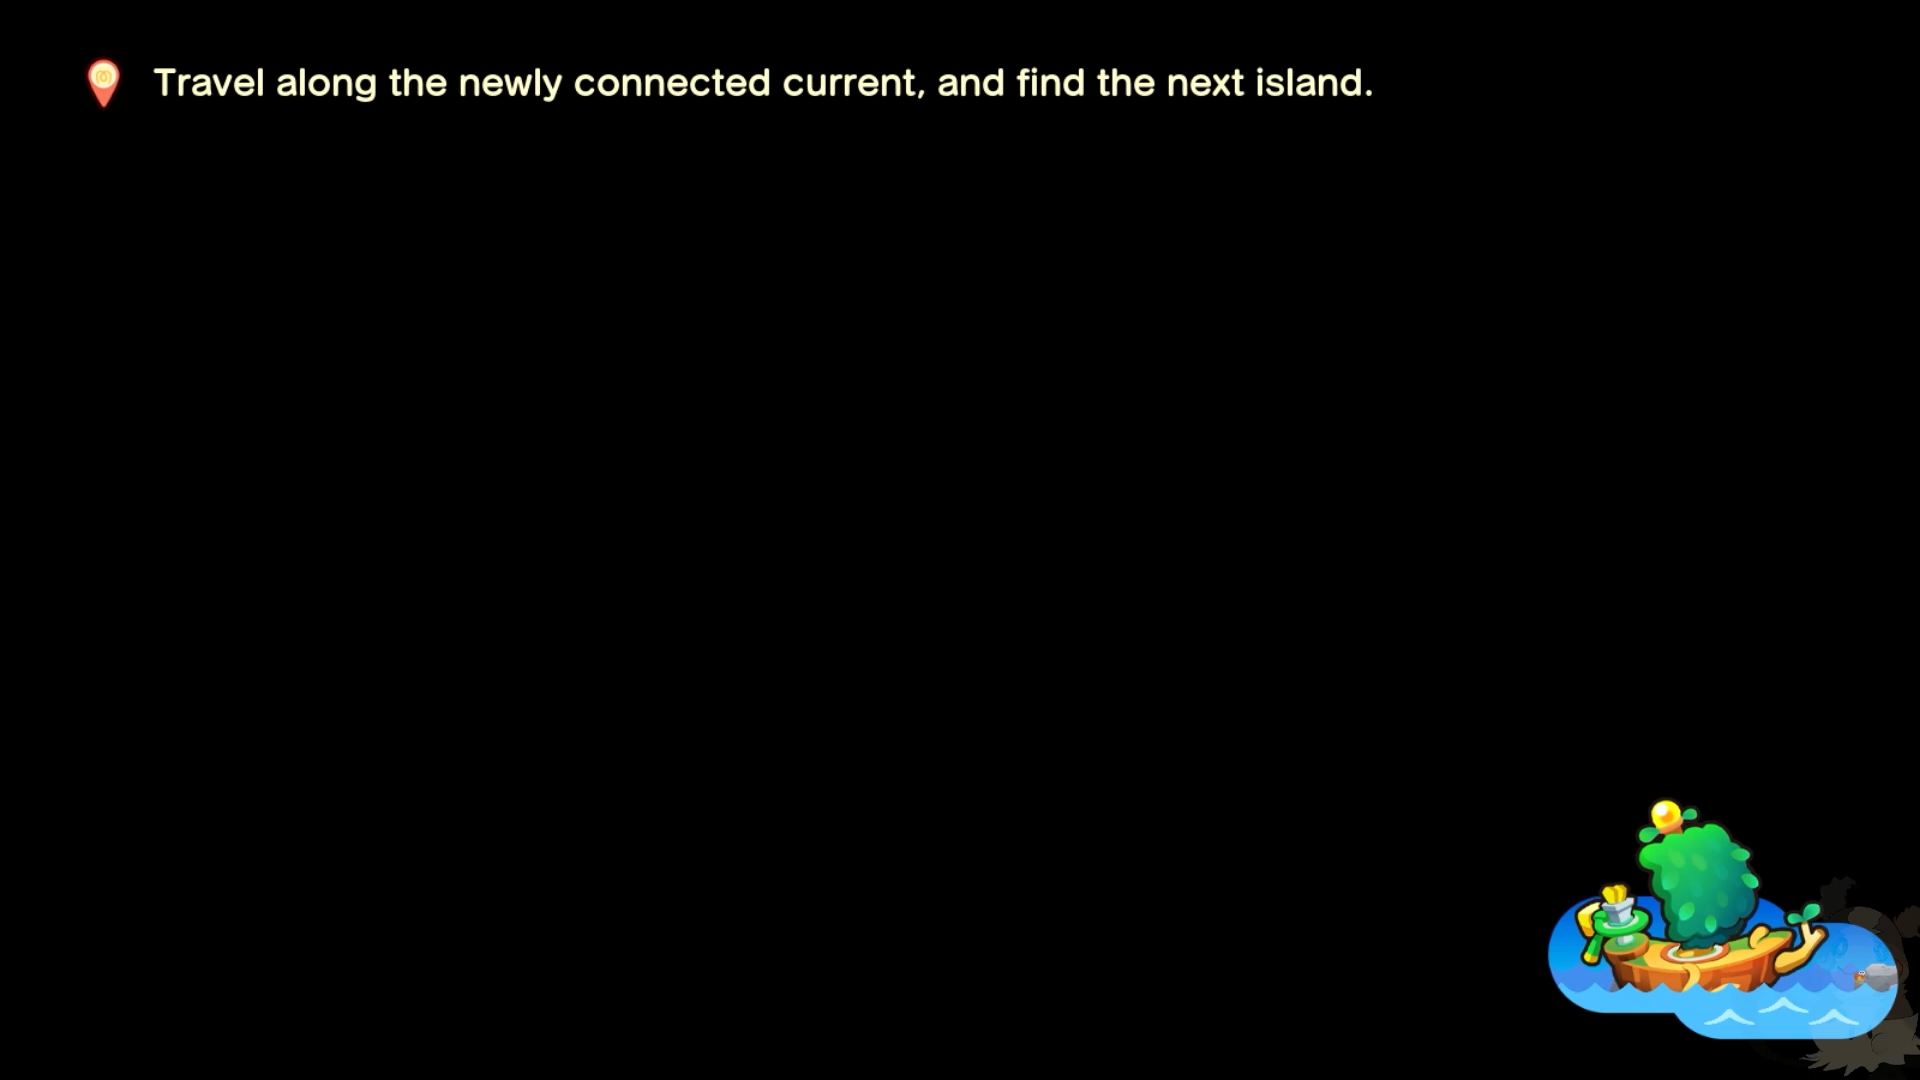 Travel along the newly connected current, and find the next island.